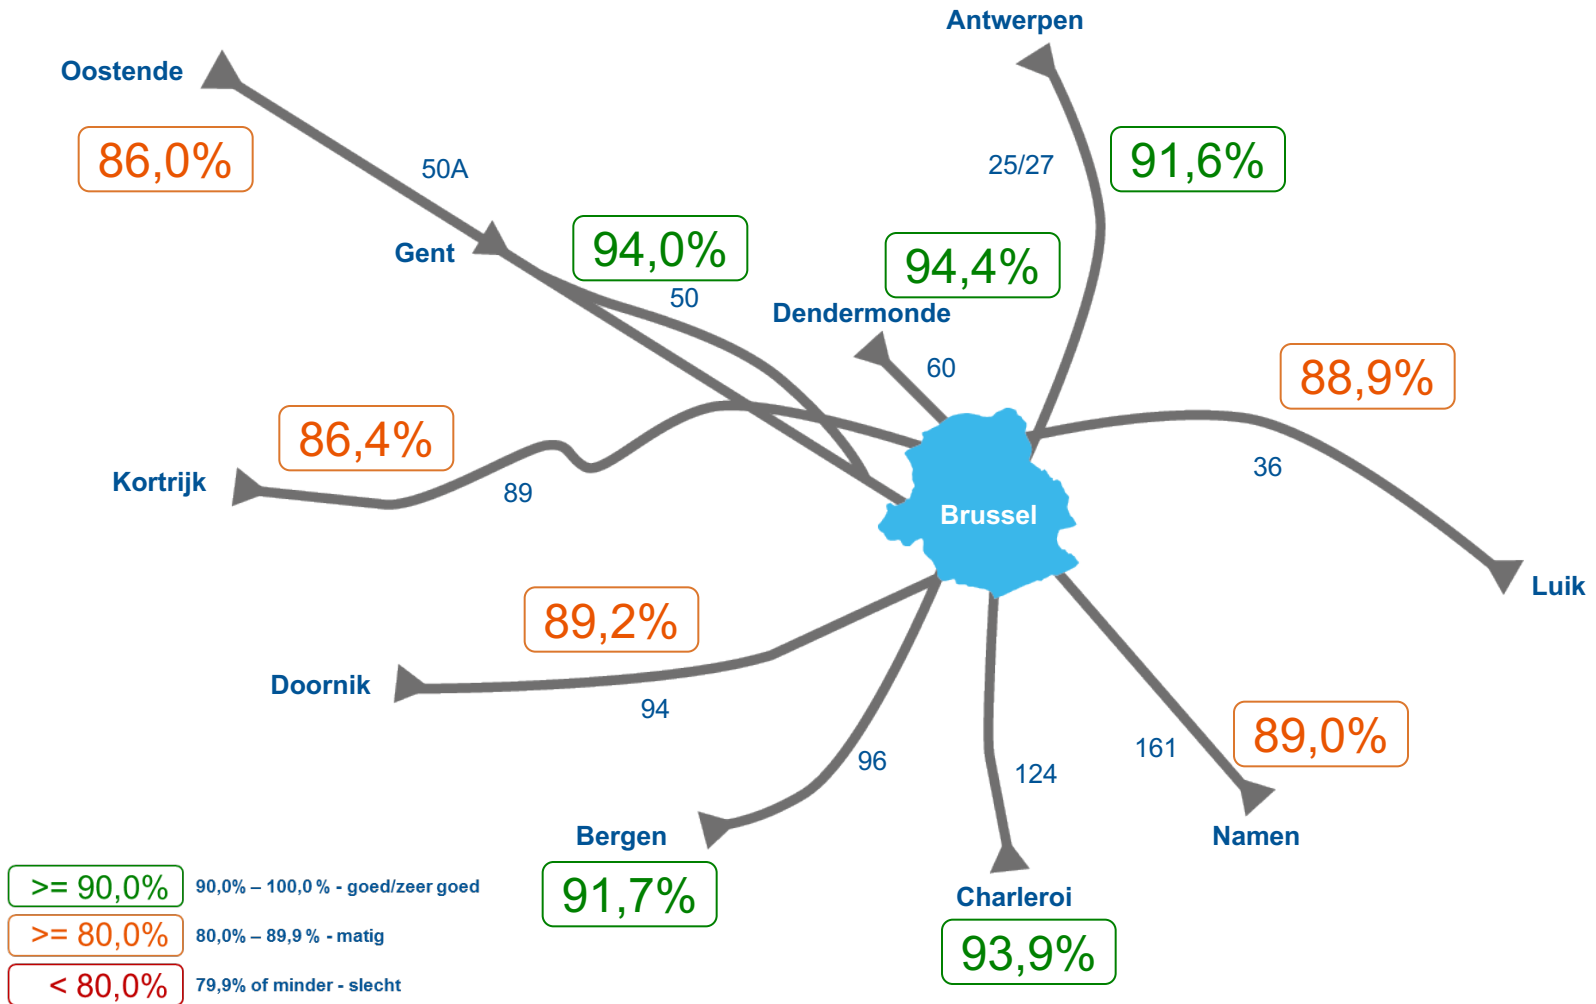 Antwerpen
Oostende
86,0%
50A
25/27
91,6%
Gent
94,0%
50
94,4%
Dendermonde
60
88,9%
86,4%
Kortrijk
89
36
Brussel
Luik
89,2%
Doornik
94
96
124
161
89,0%
Bergen
91,7%
Namen
Charleroi
93,9%
>= 90,0% 90,0% – 100,0 % - goed/zeer goed
>= 80,0% 80,0% – 89,9 % - matig
< 80,0% 79,9% of minder - slecht